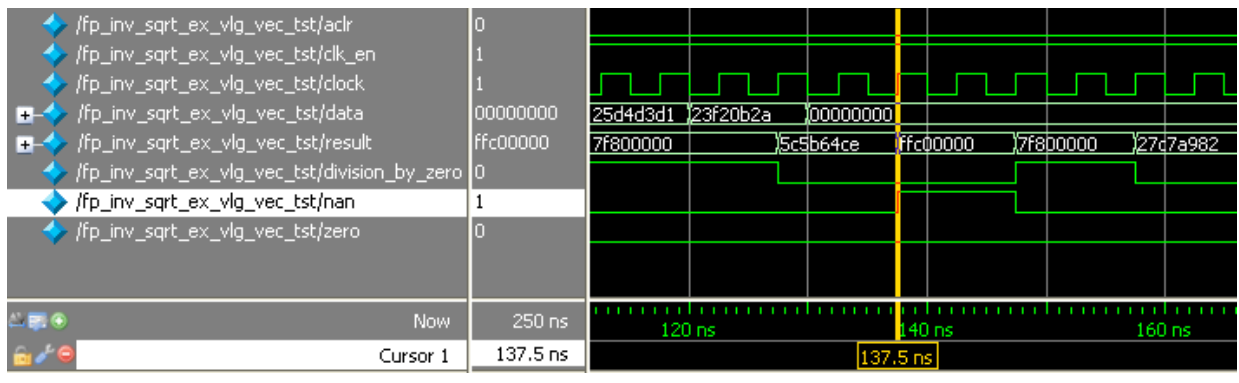 /fp_inv_sqrt_ex_vlg_vec_tst/aclr 0
/fp_inv_sqrt_ex_vlg_vec_tst/clk_en 1
/fp_inv_sqrt_ex_vlg_vec_tst/clock 1
/fp_inv_sqrt_ex_vlg_vec_tst/data 00000000 25d4d3d1 23f20b2a 00000000
/fp_inv_sqrt_ex_vlg_vec_tst/result ffc00000 7f800000 5c5b64ce ffc00000 7f800000 27c7a982
/fp_inv_sqrt_ex_vlg_vec_tst/division_by_zero 0
/fp_inv_sqrt_ex_vlg_vec_tst/nan 1
/fp_inv_sqrt_ex_vlg_vec_tst/zero 0
Now 250 ns 120 ns 140 ns 160 ns
Cursor 1 137.5 ns 137.5 ns